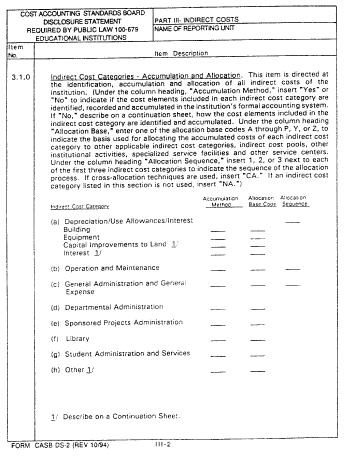 COST ACCOUNTING STANDARDS BOARD
DISCLOSURE STATEMENT
REQUIRED BY PUBLIC LAW 100-679
EDUCATIONAL INSTITUTIONS
PART III- INDIRECT COSTS
NAME OF REPORTING UNIT
Item
No.
Item Description
3.1.0
Indirect Cost Categories - Accumulation and Allocation. This item is directed at
the identification, accumulation and allocation of all indirect costs of the
institution. Under the column heading, "Accumulation Method," insert "Yes" or
"No" to indicate if the cost elements included in each indirect cost category are
identified, recorded and accumulated in the institution's formal accounting system.
If "No," describe on a continuation sheet, how the cost elements included in the
indirect cost category are identified and accumulated. Under the column heading
"Allocation Base," enter one of the allocation base codes A through P, Y, or Z, to
indicate the basis used for allocating the accumulated costs of each indirect cost
category to other applicable indirect cost categories, indirect cost pools, other
institutional activities, specialized service facilities and other service centers.
Under the column heading "Allocation Sequence," insert 1, 2, or 3 next to each
of the first three indirect cost categories to indicate the sequence of the allocation
process. If cross-allocation techniques are used, insert "CA." If an indirect cost
category listed in this section is not used, insert "NA.")
Accumulation Allocation Allocation
Indirect Cost Category Method Base Code Sequence
(a) Depreciation/Use Allowances/Interest
Building
Equipment
Capital Improvements to Land 1/
Interest 1/
(b) Operation and Maintenance
(c) General Administration and General
Expense
(d) Departmental Administration
(e) Sponsored Projects Administration
(f) Library
(g) Student Administration and Services
(h) Other 1/
1/ Describe on a Continuation Sheet.
FORM CASB DS-2 (REV 10/94) III-2